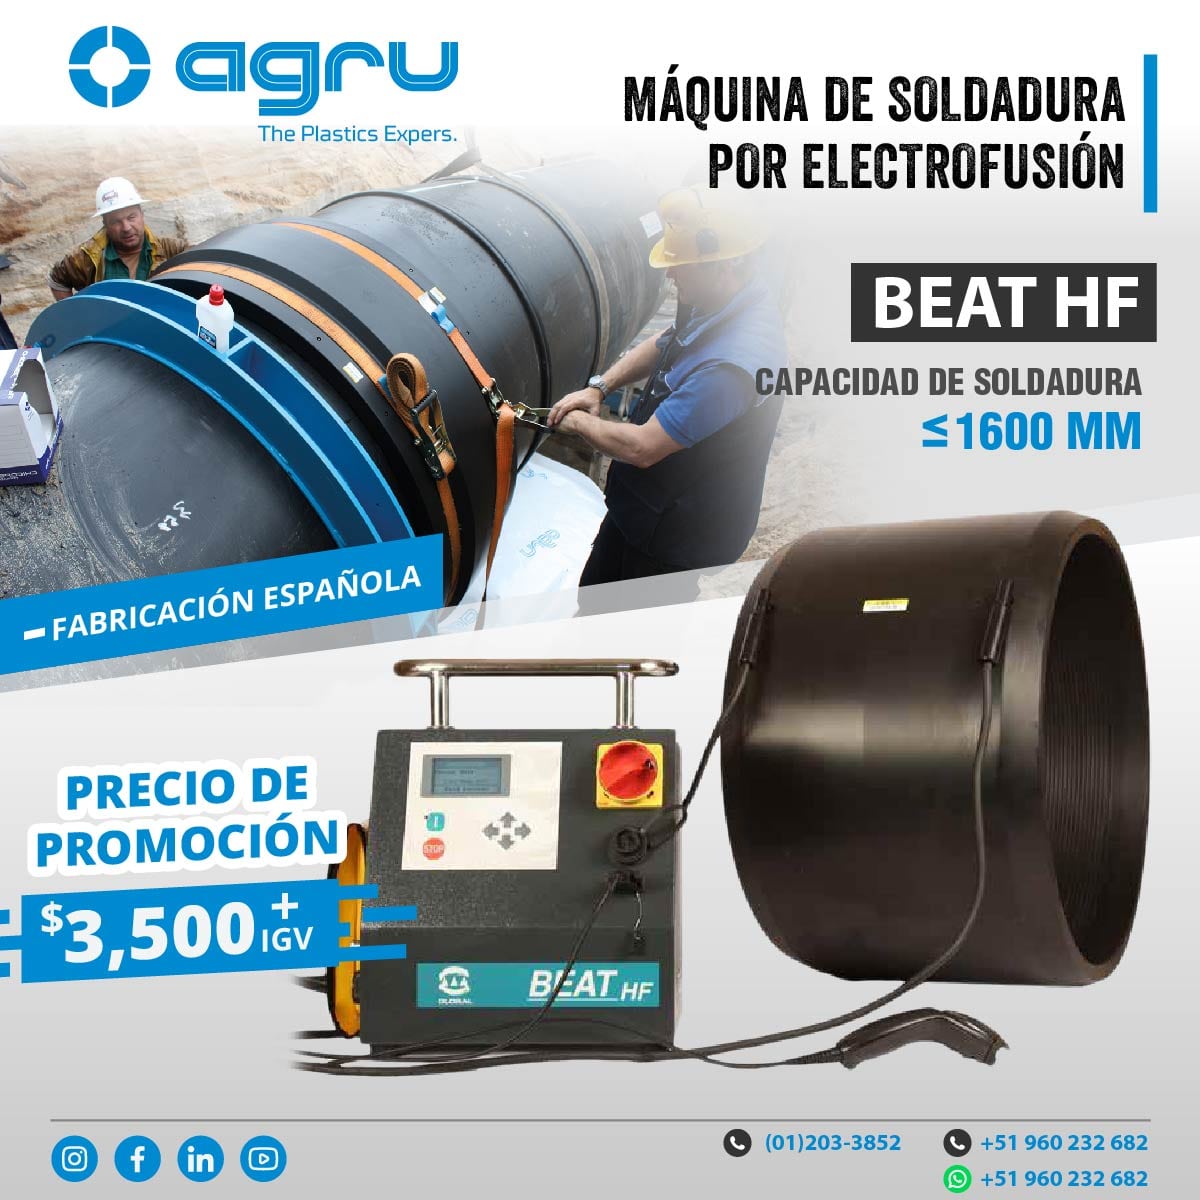 agru
The Plastics Expers.
MÁQUINA DE SOLDADURA
POR ELECTROFUSIÓN
BEAT HF
CAPACIDAD DE SOLDADURA
≤1600 MM
FABRICACIÓN ESPAÑOLA
PRECIO DE
PROMOCIÓN
$3,500 + IGV
STOP
GLOBAL
BEAT HF
(01)203-3852
+51 960 232 682
+51 960 232 682